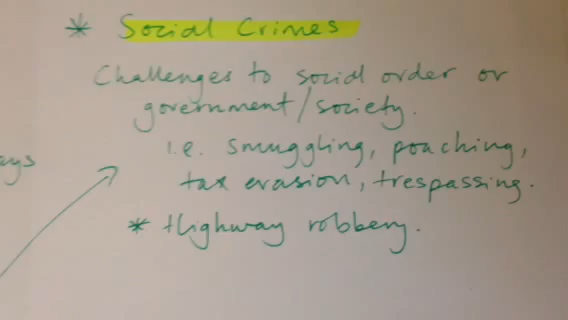 * Social Crimes
Challenges to social order or
government/society.
i.e. smuggling, poaching,
tax evasion, trespassing.
* Highway robbery.